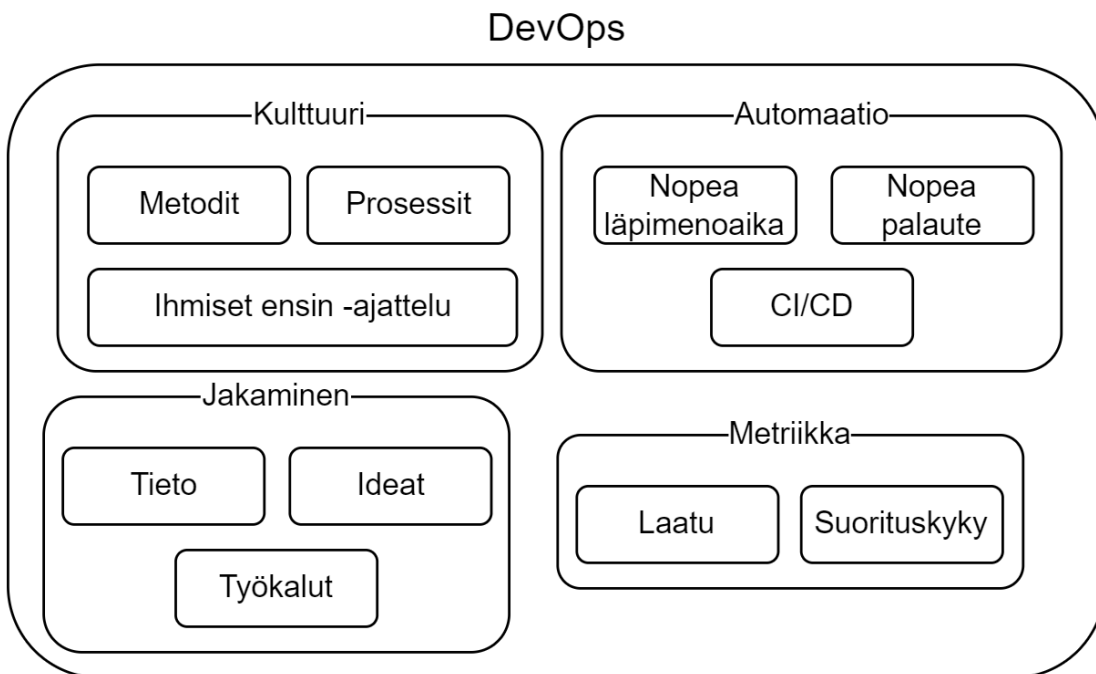 DevOps
Kulttuuri
Metodit
Prosessit
Ihmiset ensin -ajattelu
Automaatio
Nopea
läpimenoaika
Nopea
palaute
CI/CD
Jakaminen
Tieto
Ideat
Työkalut
Metriikka
Laatu
Suorituskyky